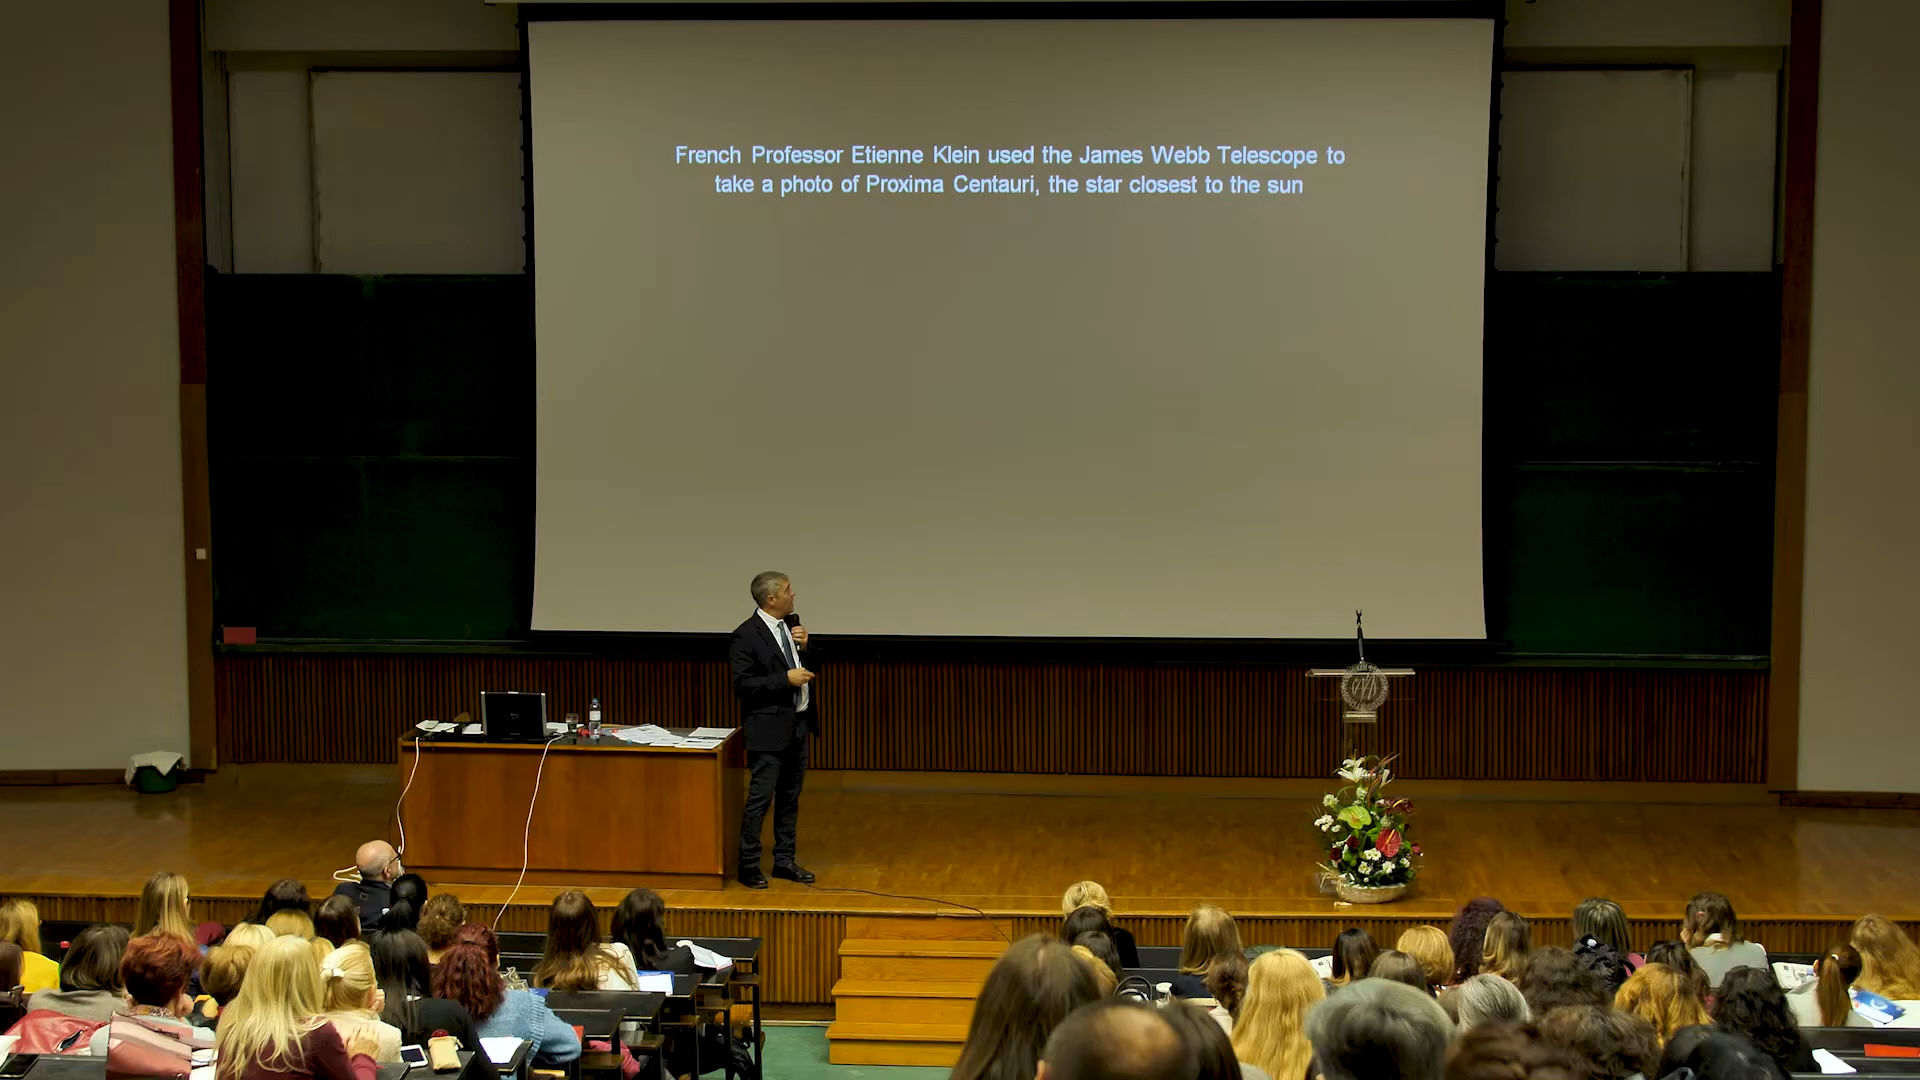 French Professor Etienne Klein used the James Webb Telescope to
take a photo of Proxima Centauri, the star closest to the sun